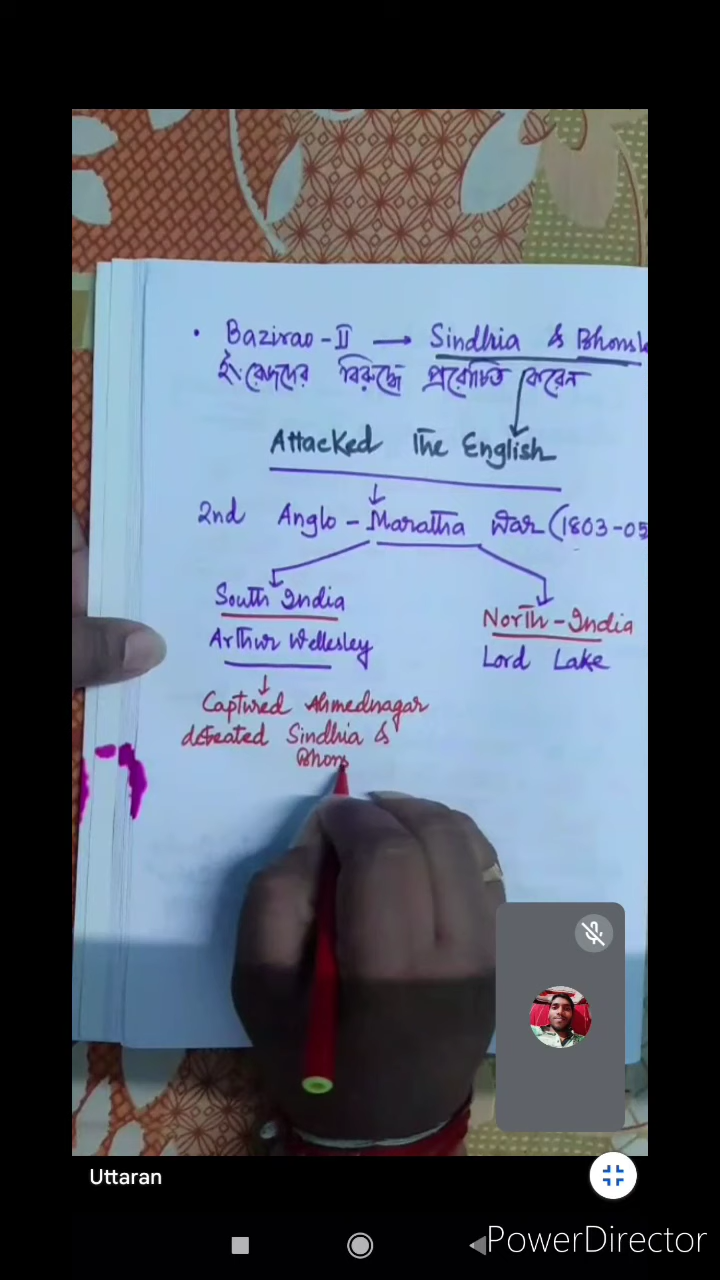 • Bazirao-II → Sindhia & Bhonsl
ইংরেজদের বিরুদ্ধে প্ররোচিত করেন
Attacked The English
2nd Anglo-Maratha War (1803-05
South India
North-India
Arthur Wellesley
Lord Lake
Captured Ahmednagar
defeated Sindhia &
Bhons
Uttaran
PowerDirector